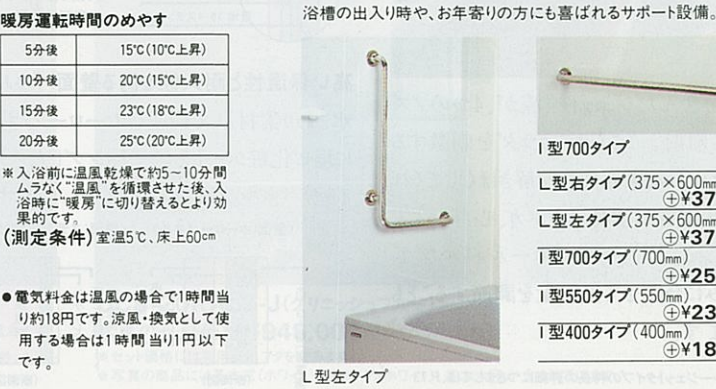 暖房運転時間のめやす
5分後 15℃(10℃上昇)
10分後 20℃(15℃上昇)
15分後 23℃(18℃上昇)
20分後 25℃(20℃上昇)
※入浴前に温風乾燥で約5〜10分間
ムラなく“温風”を循環させた後、入
浴時に“暖房”に切り替えるとより効
果的です。
(測定条件)室温5℃、床上60cm
●電気料金は温風の場合で1時間当
り約18円です。涼風・換気として使
用する場合は1時間当り1円以下
です。
浴槽の出入り時や、お年寄りの方にも喜ばれるサポート設備。
L型左タイプ
I型700タイプ
L型右タイプ(375×600mm
⊕¥37
L型左タイプ(375×600mm
⊕¥37
I型700タイプ(700mm)
⊕¥25
I型550タイプ(550mm)
⊕¥23
I型400タイプ(400mm)
⊕¥18